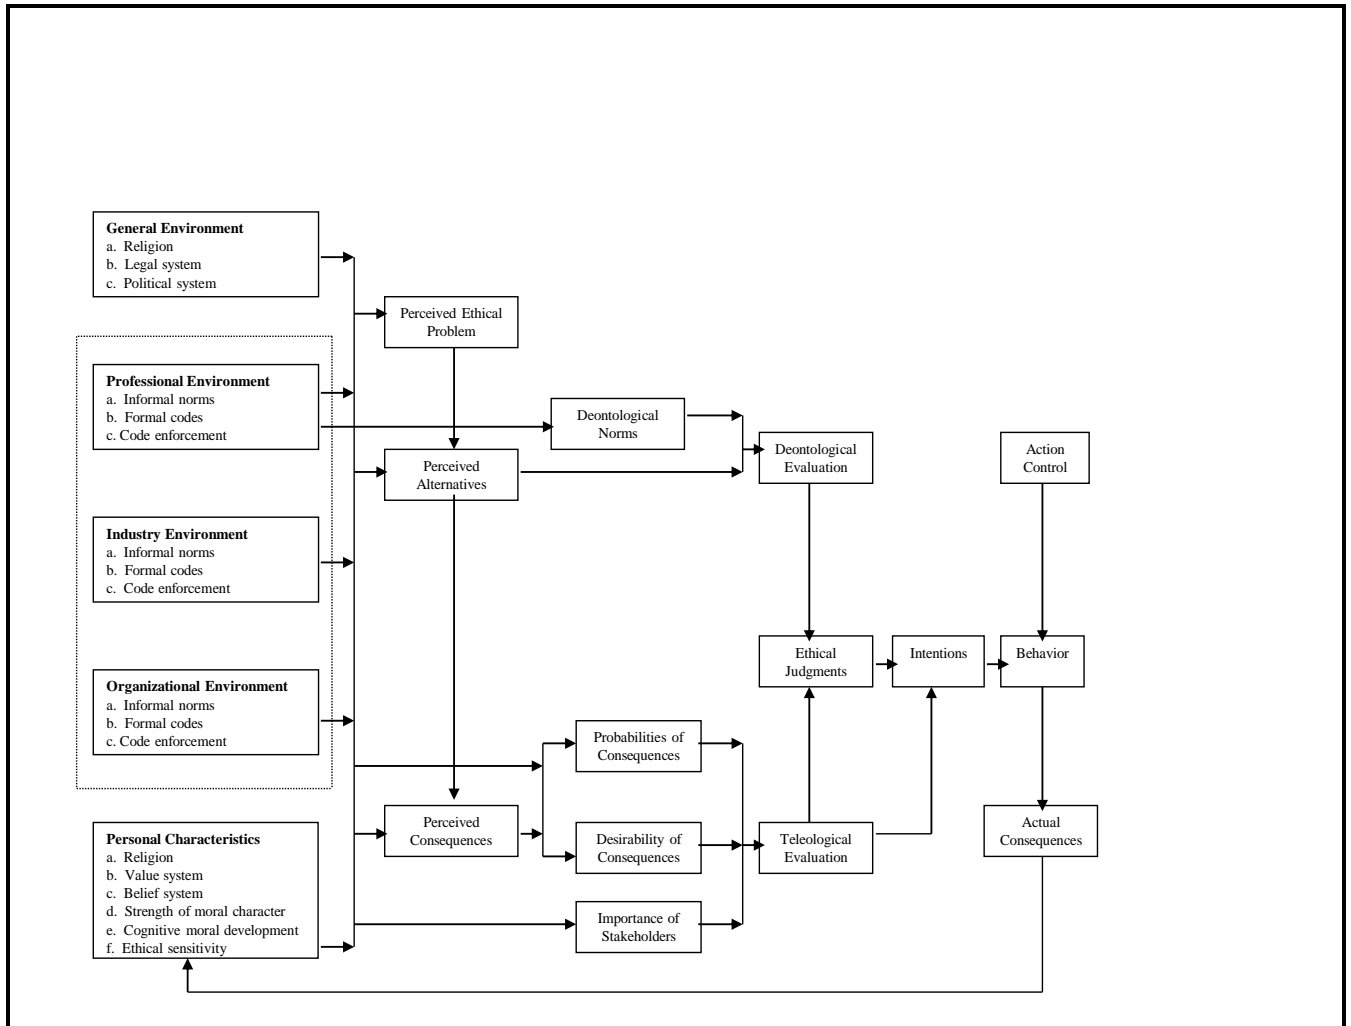 General Environment
a. Religion
b. Legal system
c. Political system
Perceived Ethical
Problem
Professional Environment
a. Informal norms
b. Formal codes
c. Code enforcement
Deontological
Norms
Perceived
Alternatives
Deontological
Evaluation
Action
Control
Industry Environment
a. Informal norms
b. Formal codes
c. Code enforcement
Ethical
Judgments
Intentions
Behavior
Organizational Environment
a. Informal norms
b. Formal codes
c. Code enforcement
Probabilities of
Consequences
Perceived
Consequences
Desirability of
Consequences
Teleological
Evaluation
Actual
Consequences
Personal Characteristics
a. Religion
b. Value system
c. Belief system
d. Strength of moral character
e. Cognitive moral development
f. Ethical sensitivity
Importance of
Stakeholders